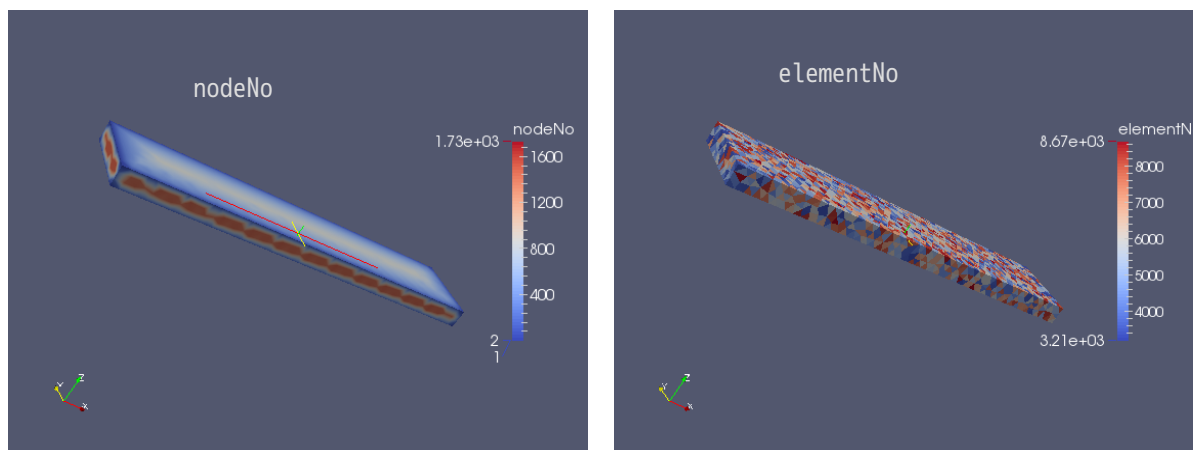 nodeNo
nodeNo
1.73e+03
1600
1200
800
400
2
1
Y
Z
X
elementNo
elementN
8.67e+03
8000
7000
6000
5000
4000
3.21e+03
Y
Z
X